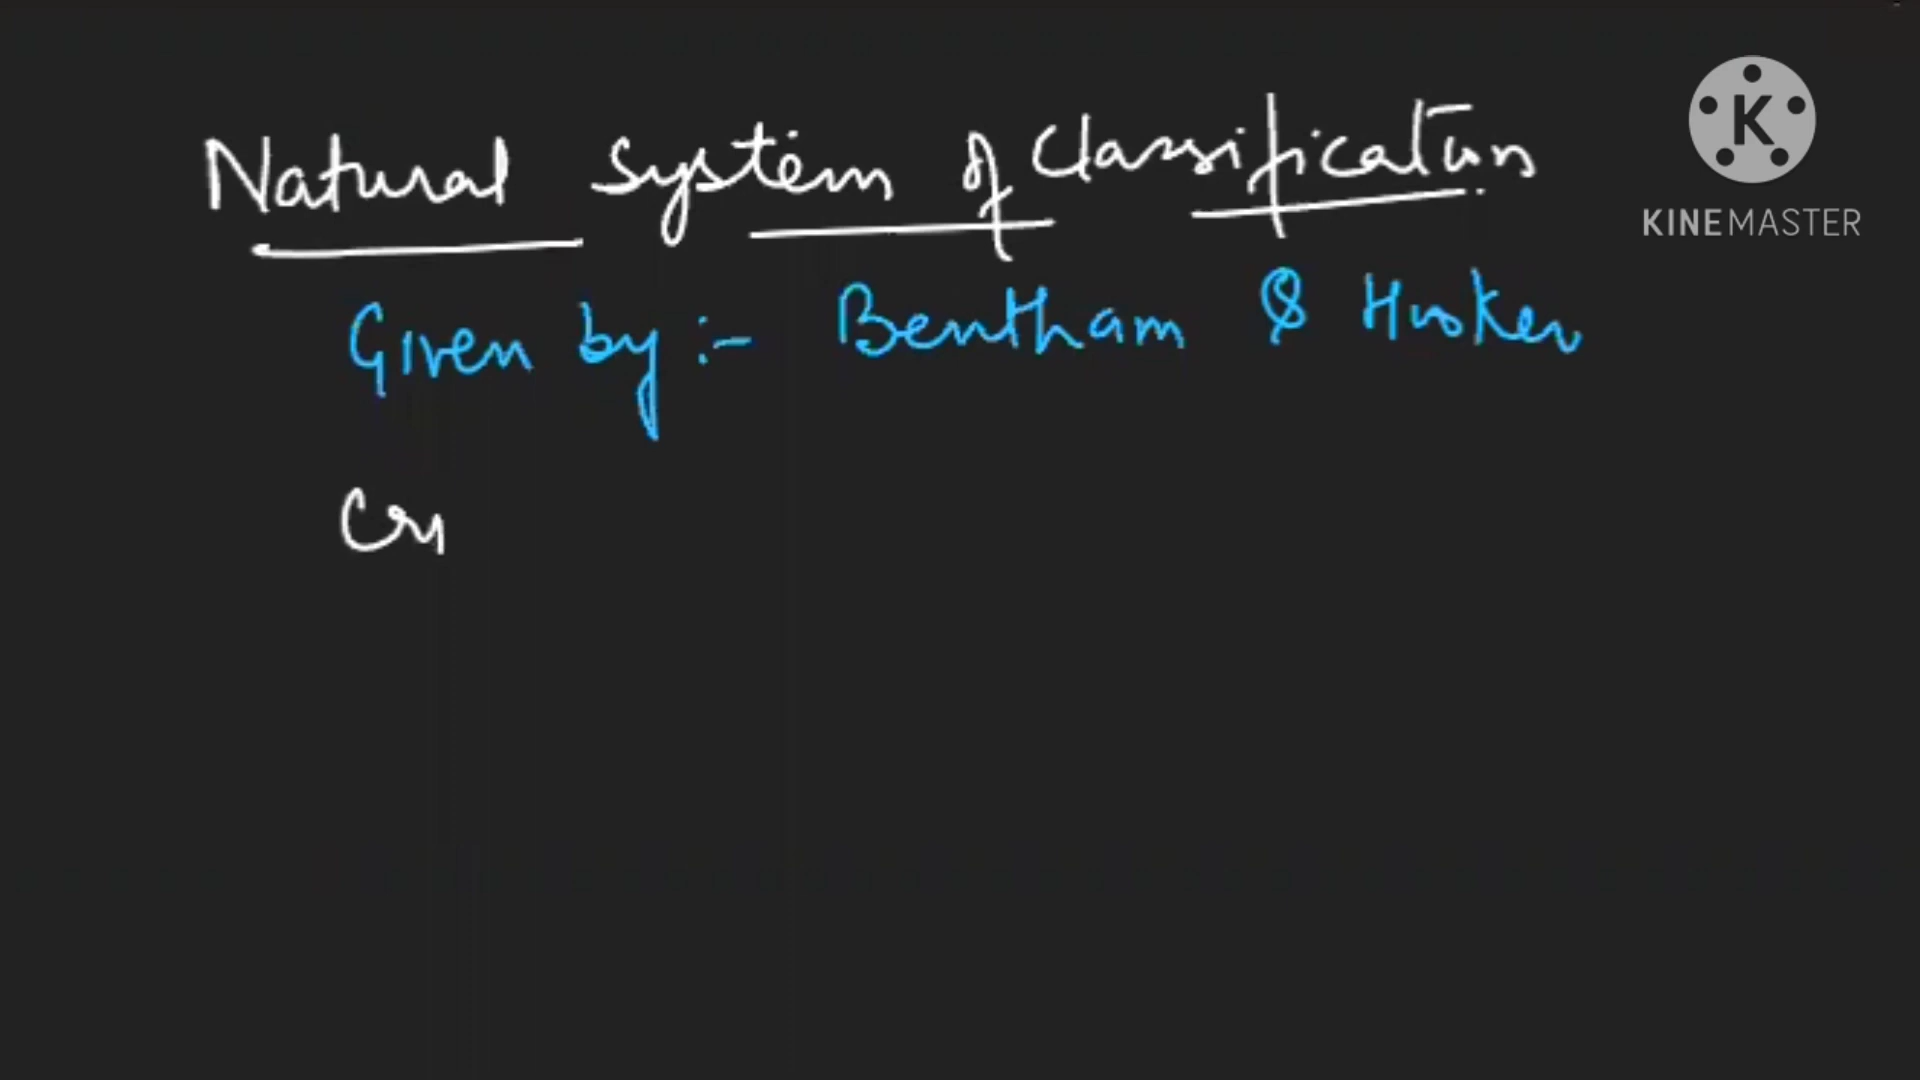 Natural System of Classification
Given by :- Bentham & Hooker
K
KINEMASTER